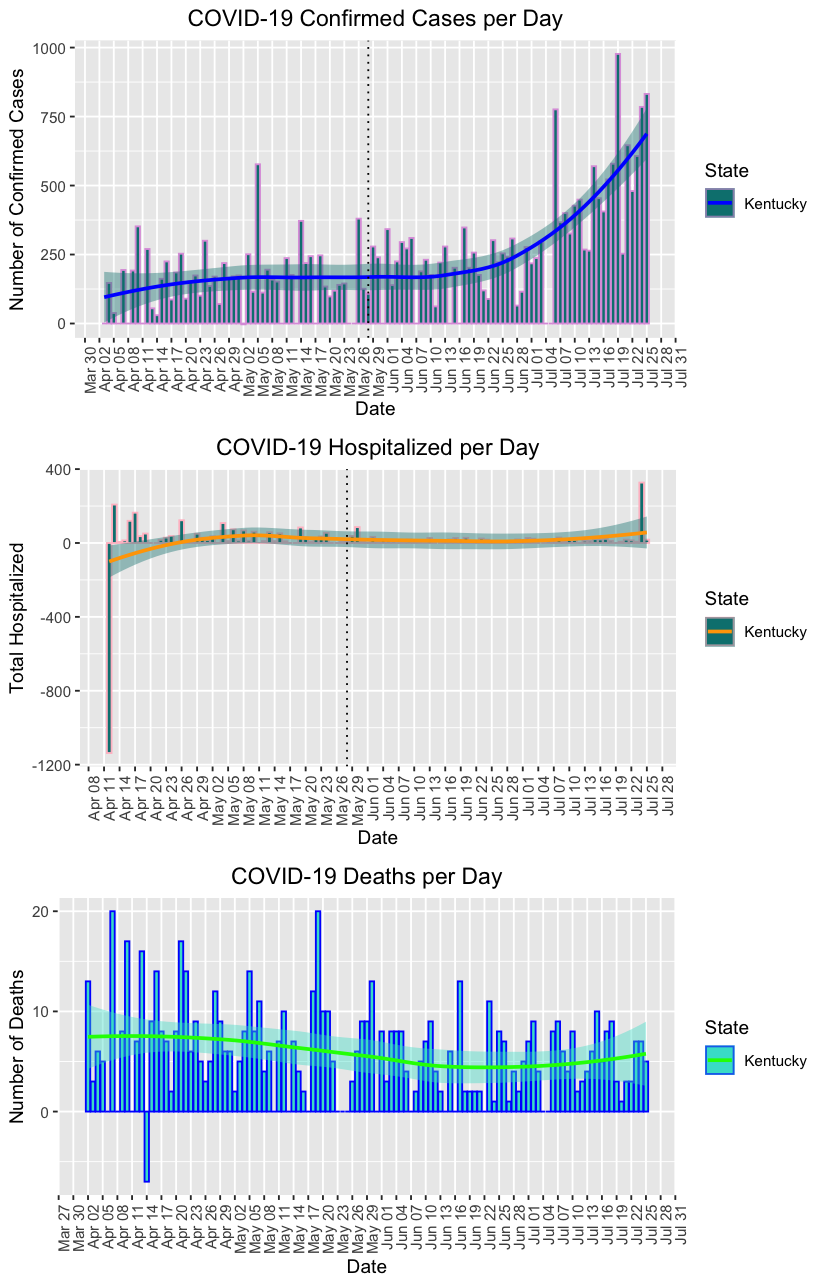 COVID-19 Confirmed Cases per Day
1000
750
500
250
0
Number of Confirmed Cases
Mar 30
Apr 02
Apr 05
Apr 08
Apr 11
Apr 14
Apr 17
Apr 20
Apr 23
Apr 26
Apr 29
May 02
May 05
May 08
May 11
May 14
May 17
May 20
May 23
May 26
May 29
Jun 01
Jun 04
Jun 07
Jun 10
Jun 13
Jun 16
Jun 19
Jun 22
Jun 25
Jun 28
Jul 01
Jul 04
Jul 07
Jul 10
Jul 13
Jul 16
Jul 19
Jul 22
Jul 25
Jul 28
Jul 31
Date
State
Kentucky
COVID-19 Hospitalized per Day
400
0
-400
-800
-1200
Total Hospitalized
Apr 08
Apr 11
Apr 14
Apr 17
Apr 20
Apr 23
Apr 26
Apr 29
May 02
May 05
May 08
May 11
May 14
May 17
May 20
May 23
May 26
May 29
Jun 01
Jun 04
Jun 07
Jun 10
Jun 13
Jun 16
Jun 19
Jun 22
Jun 25
Jun 28
Jul 01
Jul 04
Jul 07
Jul 10
Jul 13
Jul 16
Jul 19
Jul 22
Jul 25
Jul 28
Date
State
Kentucky
COVID-19 Deaths per Day
20
10
0
Number of Deaths
Mar 27
Mar 30
Apr 02
Apr 05
Apr 08
Apr 11
Apr 14
Apr 17
Apr 20
Apr 23
Apr 26
Apr 29
May 02
May 05
May 08
May 11
May 14
May 17
May 20
May 23
May 26
May 29
Jun 01
Jun 04
Jun 07
Jun 10
Jun 13
Jun 16
Jun 19
Jun 22
Jun 25
Jun 28
Jul 01
Jul 04
Jul 07
Jul 10
Jul 13
Jul 16
Jul 19
Jul 22
Jul 25
Jul 28
Jul 31
Date
State
Kentucky